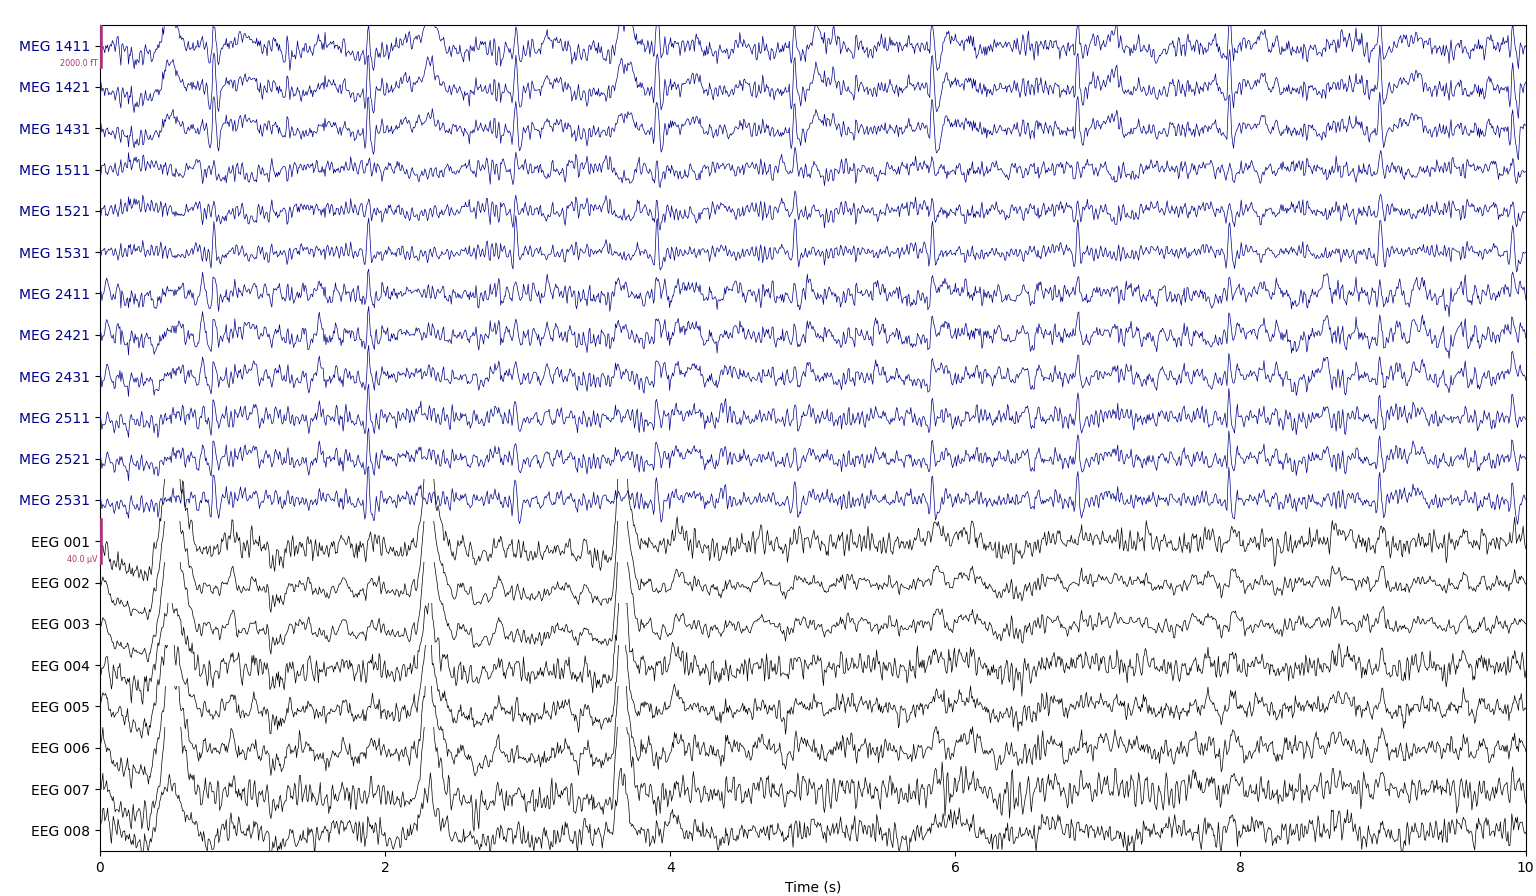 MEG 1411
2000.0 fT
MEG 1421
MEG 1431
MEG 1511
MEG 1521
MEG 1531
MEG 2411
MEG 2421
MEG 2431
MEG 2511
MEG 2521
MEG 2531
EEG 001
40.0 µV
EEG 002
EEG 003
EEG 004
EEG 005
EEG 006
EEG 007
EEG 008
0 2 4 6 8 10
Time (s)